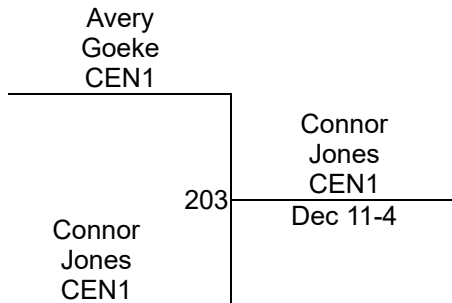 Avery
Goeke
CEN1
Connor
Jones
CEN1
203
Dec 11-4
Connor
Jones
CEN1